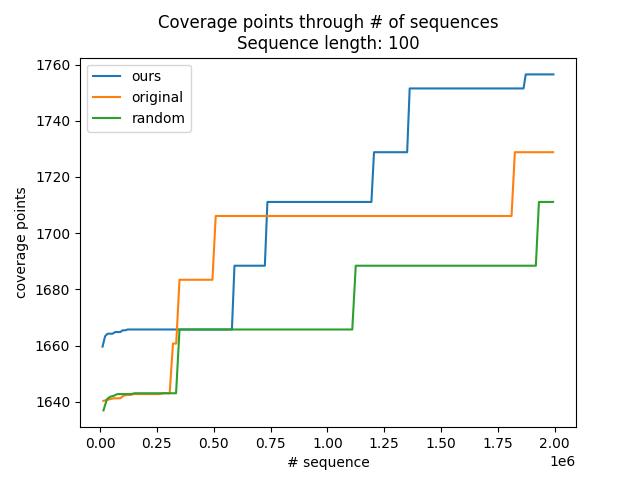 Coverage points through # of sequences
Sequence length: 100
1760
1740
1720
1700
1680
1660
1640
coverage points
ours
original
random
0.00 0.25 0.50 0.75 1.00 1.25 1.50 1.75 2.00
1e6
# sequence